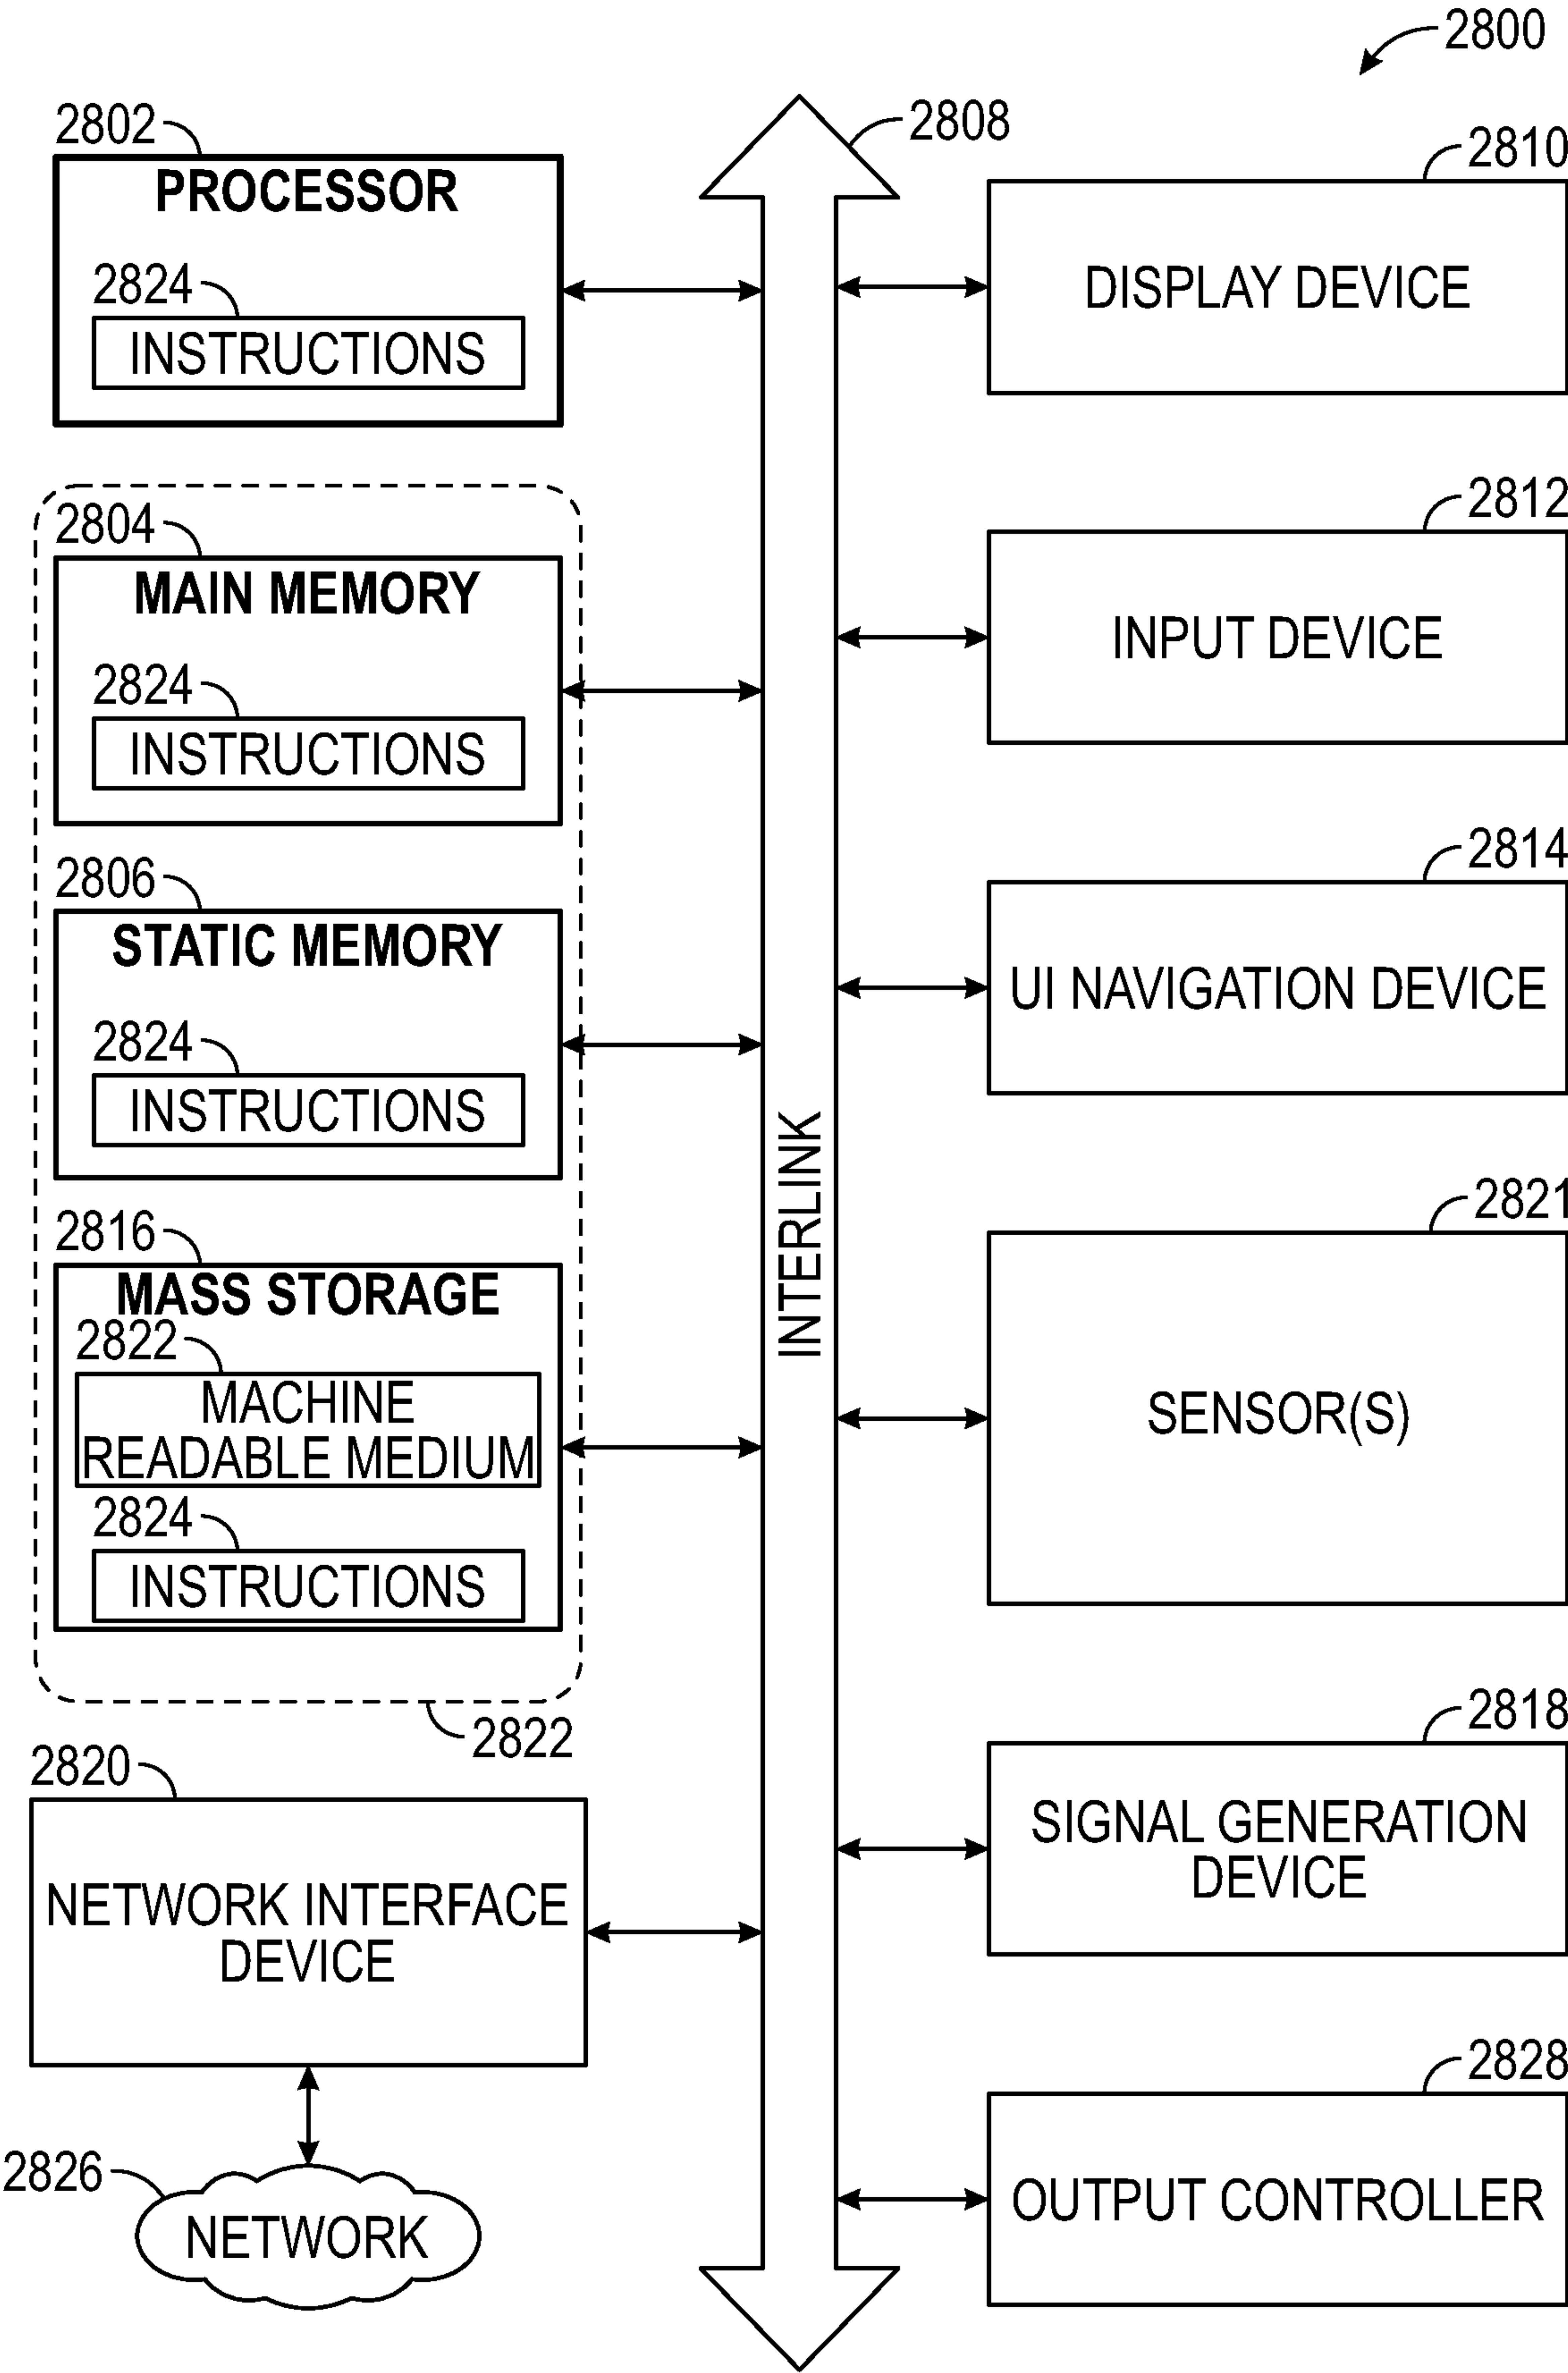 2800
2802
PROCESSOR
2824
INSTRUCTIONS
2804
MAIN MEMORY
2824
INSTRUCTIONS
2806
STATIC MEMORY
2824
INSTRUCTIONS
2816
MASS STORAGE
2822
MACHINE
READABLE MEDIUM
2824
INSTRUCTIONS
2822
2820
NETWORK INTERFACE
DEVICE
2826
NETWORK
2808
INTERLINK
2810
DISPLAY DEVICE
2812
INPUT DEVICE
2814
UI NAVIGATION DEVICE
2821
SENSOR(S)
2818
SIGNAL GENERATION
DEVICE
2828
OUTPUT CONTROLLER